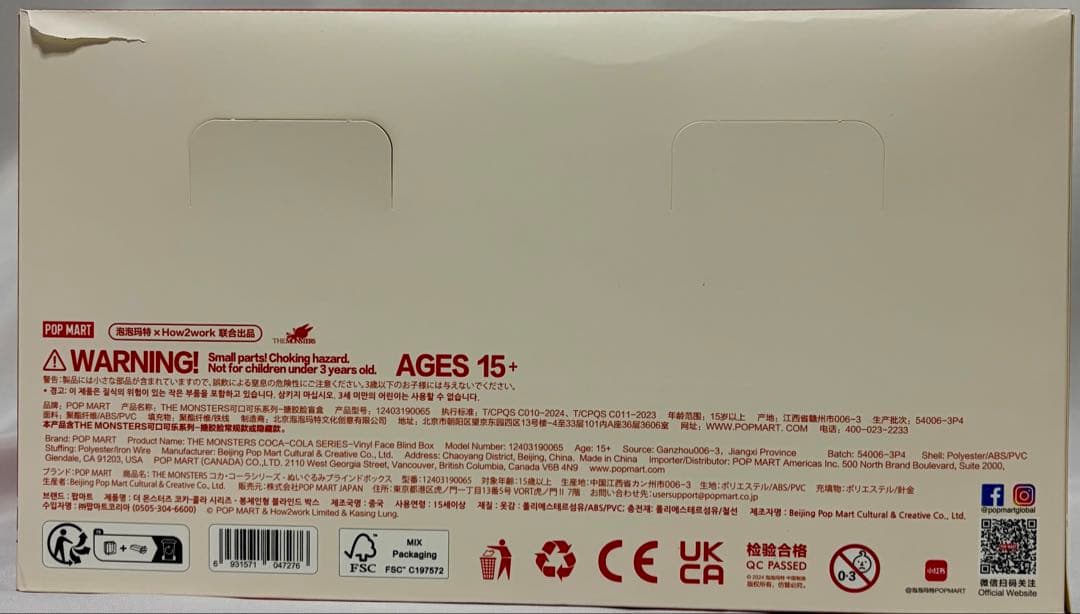 POP MART 泡泡玛特 × How2work 联合出品 THE MONSTERS
WARNING! Small parts! Choking hazard. AGES 15+
Not for children under 3 years old.
警告:製品には小さな部品が含まれていますので、誤飲による窒息の危険性にご注意ください。3歳以下のお子様には与えないでください。
• 경고: 이 제품은 질식의 위험이 있는 작은 부품을 포함하고 있습니다. 삼키지 마십시오. 3세 미만의 어린이는 사용할 수 없습니다.
品牌: POP MART 产品名称: THE MONSTERS可口可乐系列-搪胶脸盲盒 产品型号: 12403190065 执行标准: T/CPQS C010-2024、T/CPQS C011-2023 年龄范围: 15岁以上 产地: 江西省赣州市006-3 生产批次: 54006-3P4
面料: 聚酯纤维/ABS/PVC 填充物: 聚酯纤维/铁线 制造商: 北京泡泡玛特文化创意有限公司 地址: 北京市朝阳区望京东园四区13号楼-4至33层101内A座36层3606室 网址: WWW.POPMART. COM 电话: 400-023-2233
本产品含THE MONSTERS可口可乐系列-搪胶脸常规款或隐藏款。
Brand: POP MART Product Name: THE MONSTERS COCA-COLA SERIES-Vinyl Face Blind Box Model Number: 12403190065 Age: 15+ Source: Ganzhou006-3, Jiangxi Province Batch: 54006-3P4 Shell: Polyester/ABS/PVC
Stuffing: Polyester/Iron Wire Manufacturer: Beijing Pop Mart Cultural & Creative Co., Ltd. Address: Chaoyang District, Beijing, China. Made in China Importer/Distributor: POP MART Americas Inc. 500 North Brand Boulevard, Suite 2000,
Glendale, CA 91203, USA POP MART (CANADA) CO.,LTD. 2110 West Georgia Street, Vancouver, British Columbia, Canada V6B 4N9 www.popmart.com
ブランド:POP MART 商品名: THE MONSTERS コカ・コーラシリーズ - ぬいぐるみブラインドボックス 型番:12403190065 対象年齢:15歳以上 生産地:中国江西省カン州市006-3 生地:ポリエステル/ABS/PVC 充填物:ポリエステル/針金
生産者:Beijing Pop Mart Cultural & Creative Co., Ltd. 販売元:株式会社POP MART JAPAN 住所:東京都港区虎ノ門一丁目13番5号 VORT虎ノ門Ⅱ 7階 お問い合わせ先:usersupport@popmart.co.jp
브랜드 : 팝마트 제품명: 더 몬스터즈 코카-콜라 시리즈 - 봉제인형 블라인드 박스 제조국명: 중국 사용연령 : 15세이상 재질 : 옷감 : 폴리에스테르섬유/ABS/PVC; 충전재: 폴리에스테르섬유/철선 제조자명 : Beijing Pop Mart Cultural & Creative Co., Ltd.
수입자명 : ㈜팝마트코리아 (0505-304-6600) © POP MART & How2work Limited & Kasing Lung.
@popmartglobal
6 931571 047276
FSC
MIX
Packaging
FSC™ C197572
CE
UK
CA
检验合格
QC PASSED
© 2024 泡泡玛特 中国制造
版权所有，仿冒必究。
0-3
小红书
@泡泡玛特POPMART
微信扫码关注
Official Website